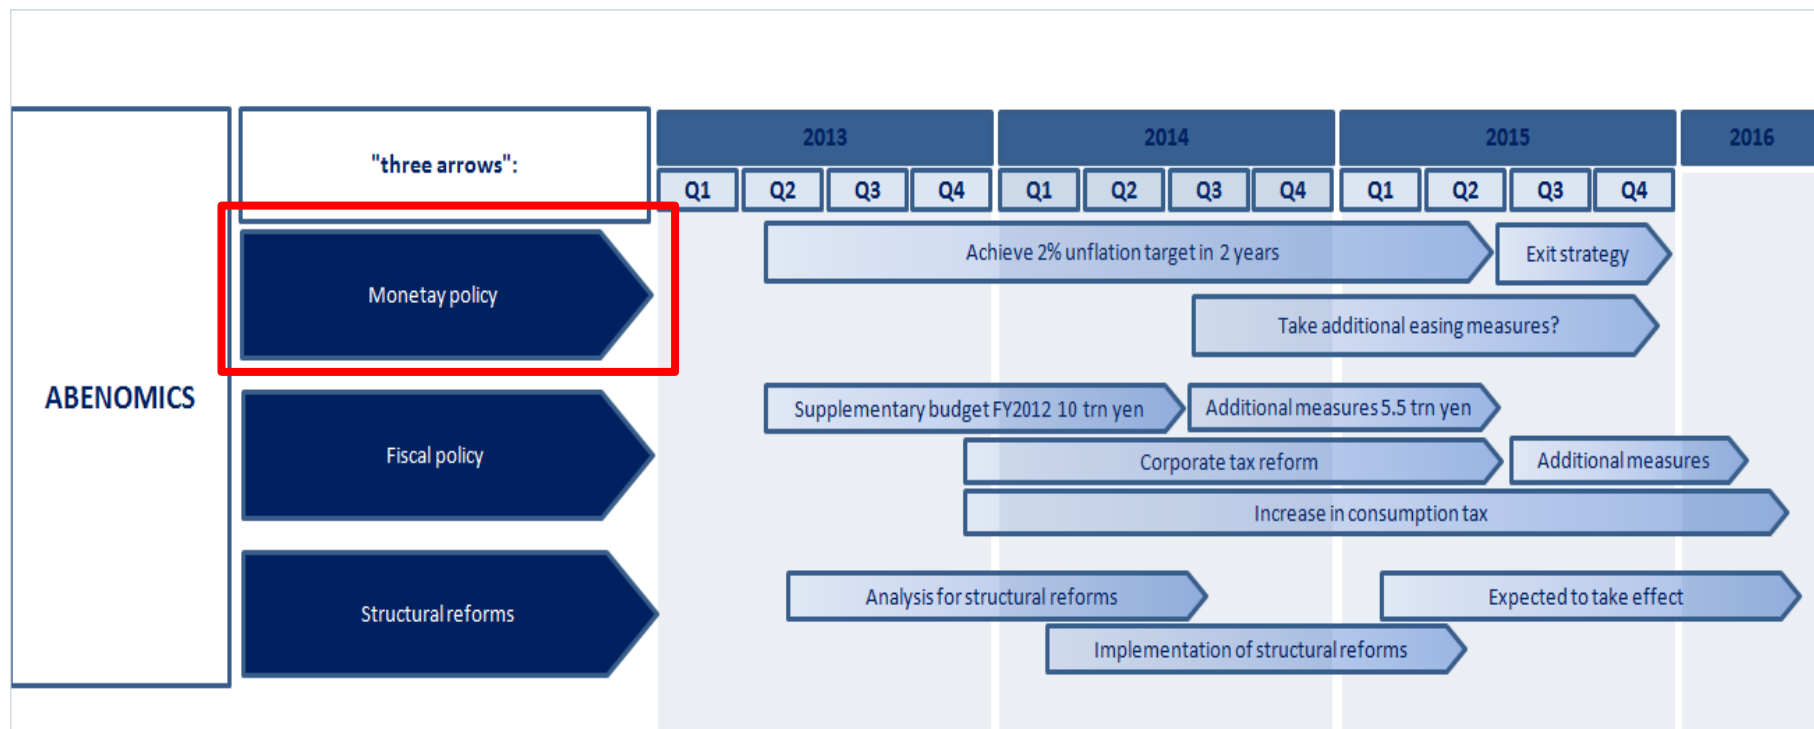 ABENOMICS
"three arrows":
2013
2014
2015
2016
Q1
Q2
Q3
Q4
Q1
Q2
Q3
Q4
Q1
Q2
Q3
Q4
Monetay policy
Achieve 2% unflation target in 2 years
Exit strategy
Take additional easing measures?
Fiscal policy
Supplementary budget FY2012 10 trn yen
Additional measures 5.5 trn yen
Corporate tax reform
Additional measures
Increase in consumption tax
Structural reforms
Analysis for structural reforms
Expected to take effect
Implementation of structural reforms